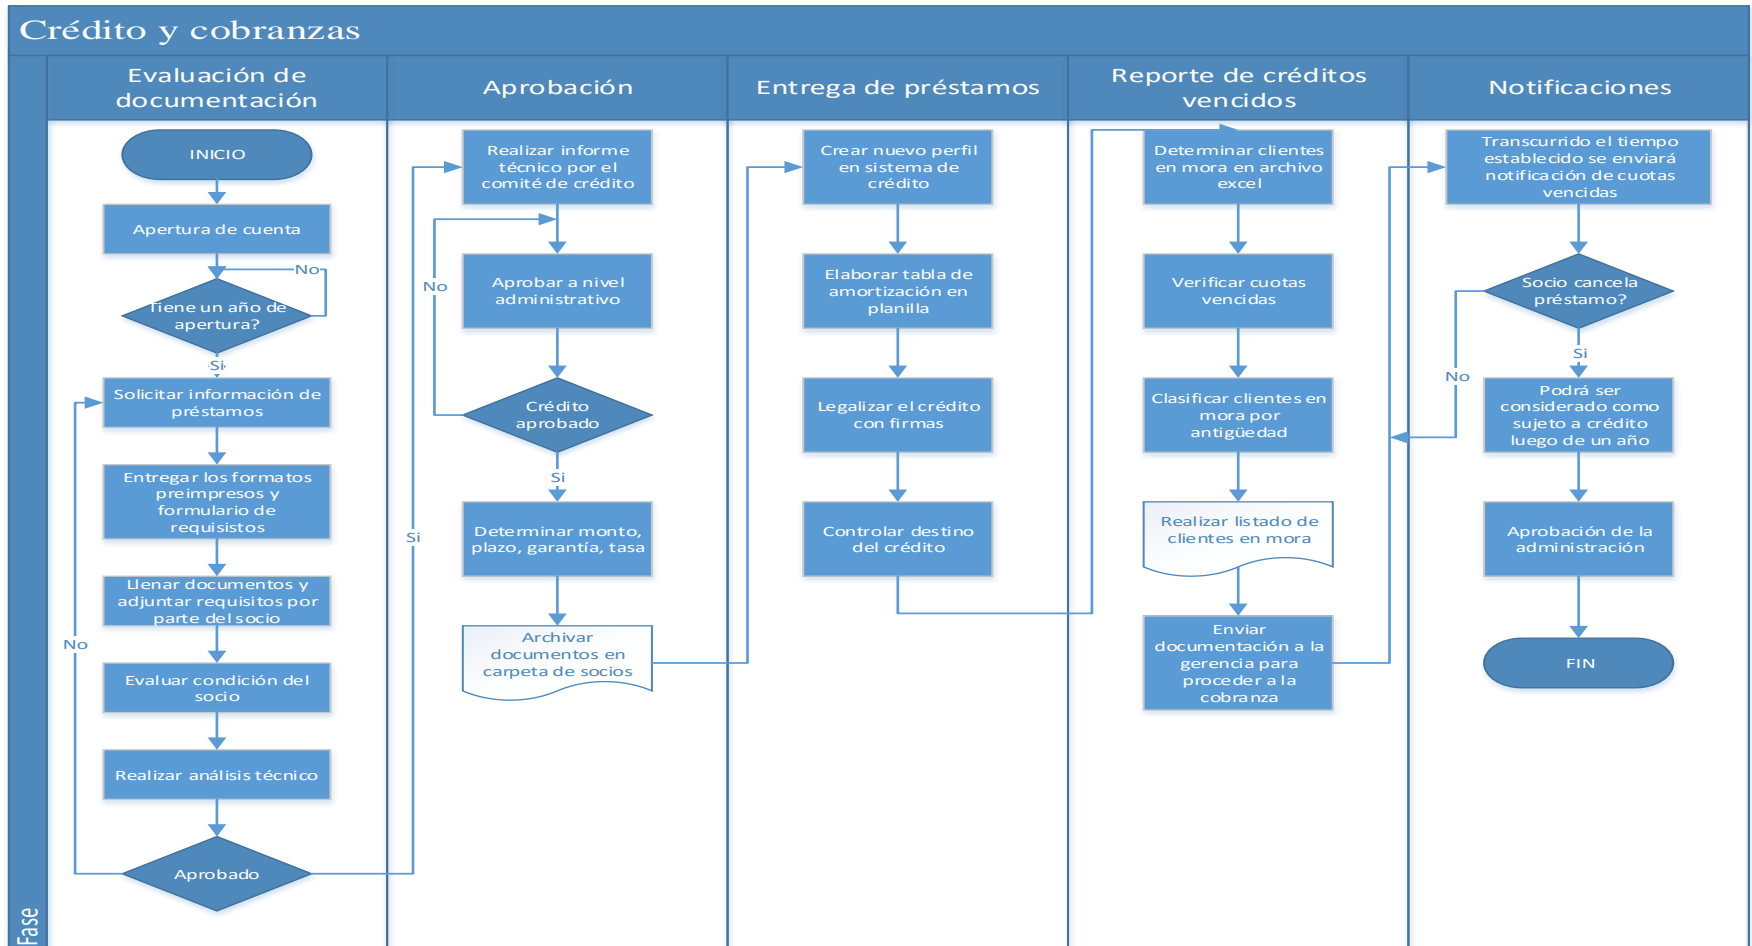 Crédito y cobranzas
Fase
Evaluación de
documentación
INICIO
Apertura de cuenta
No
Tiene un año de
apertura?
Si
Solicitar información de
préstamos
Entregar los formatos
preimpresos y
formulario de
requisistos
Llenar documentos y
adjuntar requisitos por
parte del socio
No
Evaluar condición del
socio
Realizar análisis técnico
Aprobado
Si
Aprobación
Realizar informe
técnico por el
comité de crédito
No
Aprobar a nivel
administrativo
Crédito
aprobado
Si
Determinar monto,
plazo, garantía, tasa
Archivar
documentos en
carpeta de socios
Entrega de préstamos
Crear nuevo perfil
en sistema de
crédito
Elaborar tabla de
amortización en
planilla
Legalizar el crédito
con firmas
Controlar destino
del crédito
Reporte de créditos
vencidos
Determinar clientes
en mora en archivo
excel
Verificar cuotas
vencidas
Clasificar clientes en
mora por
antigüedad
Realizar listado de
clientes en mora
Enviar
documentación a la
gerencia para
proceder a la
cobranza
Notificaciones
Transcurrido el tiempo
establecido se enviará
notificación de cuotas
vencidas
Socio cancela
préstamo?
Si
No
Podrá ser
considerado como
sujeto a crédito
luego de un año
Aprobación de la
administración
FIN